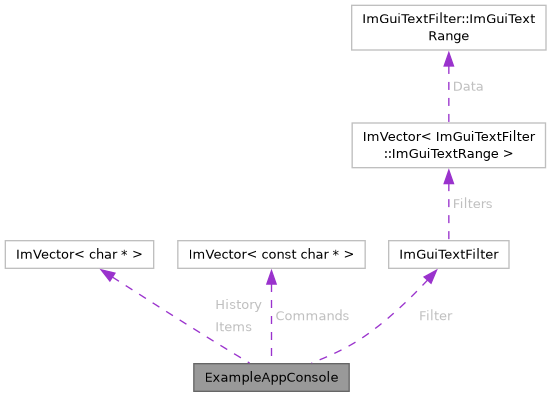 ImGuiTextFilter::ImGuiText
Range
Data
ImVector< ImGuiTextFilter
::ImGuiTextRange >
Filters
ImVector< char * >
ImVector< const char * >
ImGuiTextFilter
History
Items
Commands
Filter
ExampleAppConsole